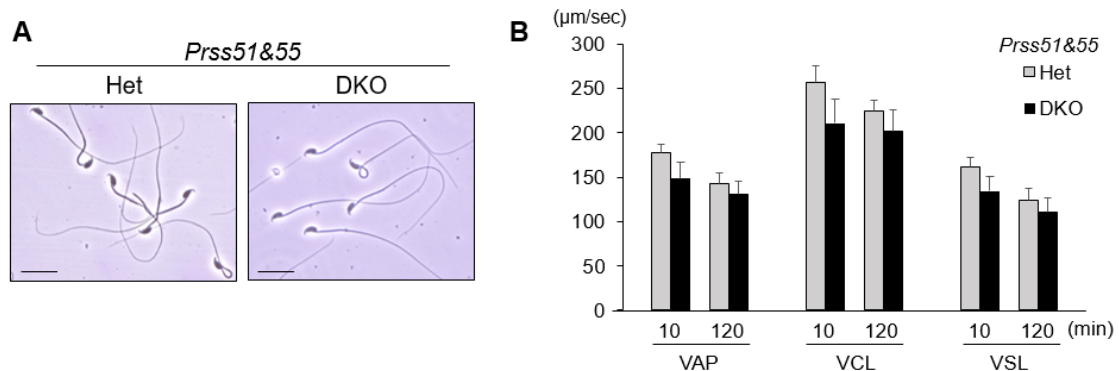 A
Prss51&55
Het DKO
B
(µm/sec)
300
250
200
150
100
50
0
Prss51&55
Het
DKO
10 120 10 120 10 120 (min)
VAP VCL VSL